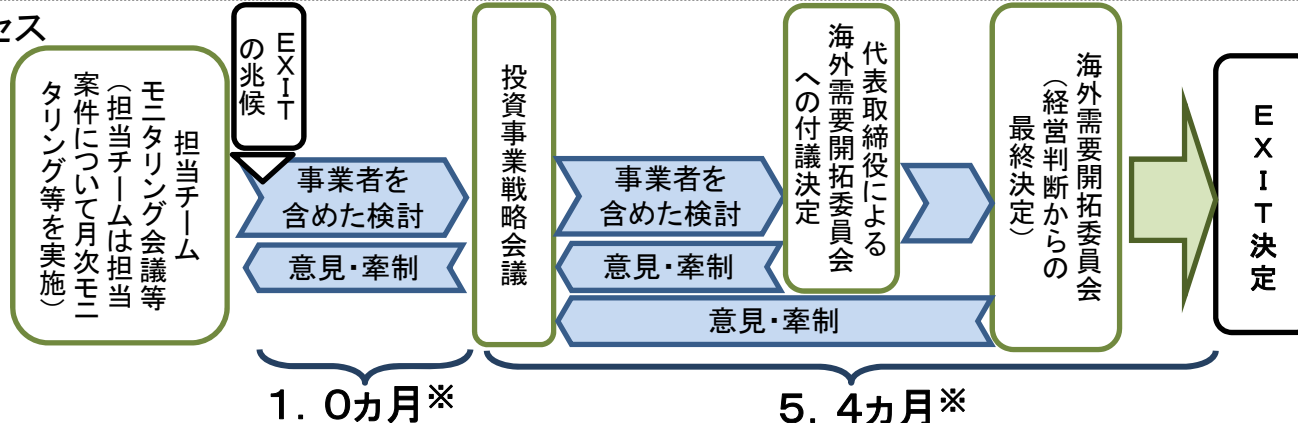 セス
担当チーム
モニタリング会議等
(担当チームは担当
案件について月次モニ
タリング等を実施)
EXIT
の兆候
事業者を
含めた検討
意見・牽制
投資事業戦略会議
事業者を
含めた検討
意見・牽制
意見・牽制
代表取締役による
海外需要開拓委員会
への付議決定
海外需要開拓委員会
(経営判断からの
最終決定)
EXIT決定
1.0カ月※
5.4カ月※